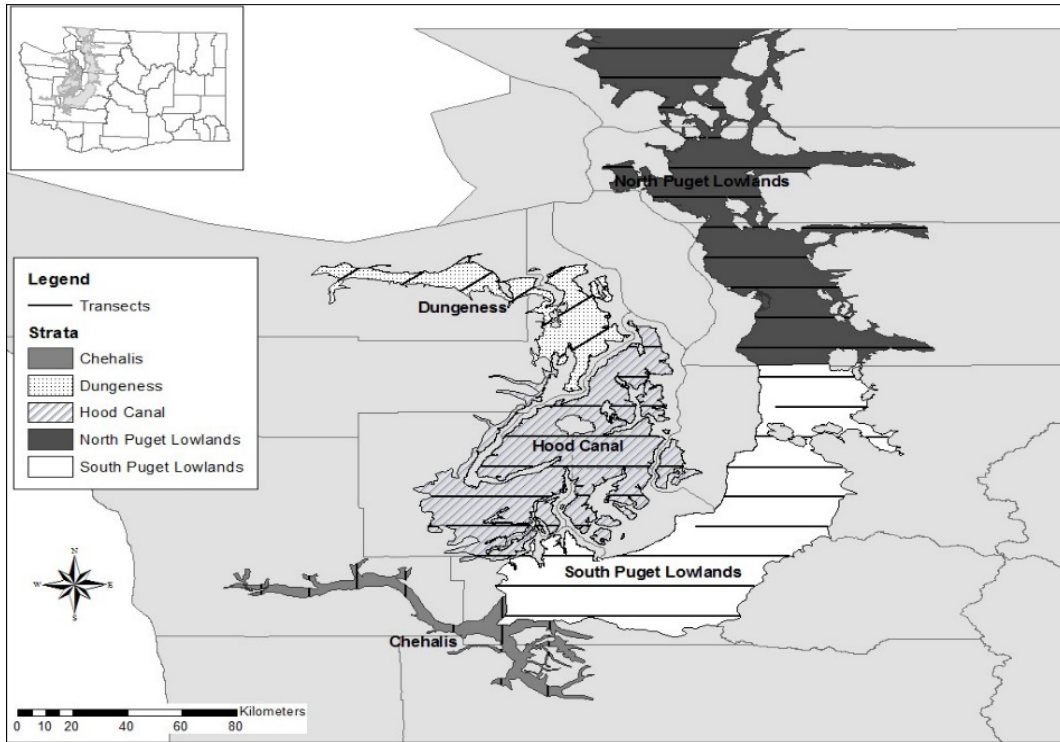 North Puget Lowlands
Legend
Transects
Strata
Chehalis
Dungeness
Hood Canal
North Puget Lowlands
South Puget Lowlands
Dungeness
Hood Canal
South Puget Lowlands
Chehalis
N
W E
S
Kilometers
0 10 20 40 60 80